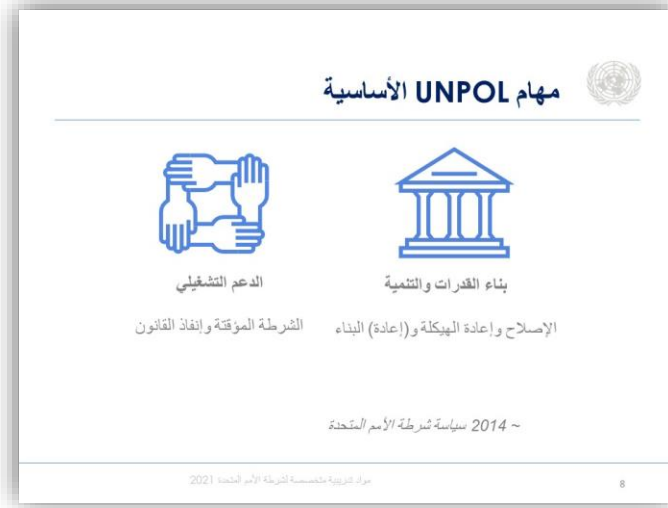 مهام UNPOL الأساسية
بناء القدرات والتنمية
الإصلاح وإعادة الهيكلة و(إعادة) البناء
الدعم التشغيلي
الشرطة المؤقتة وإنفاذ القانون
~ 2014 سياسة شرطة الأمم المتحدة
مواد تدريبية متخصصة لشرطة الأمم المتحدة 2021
8